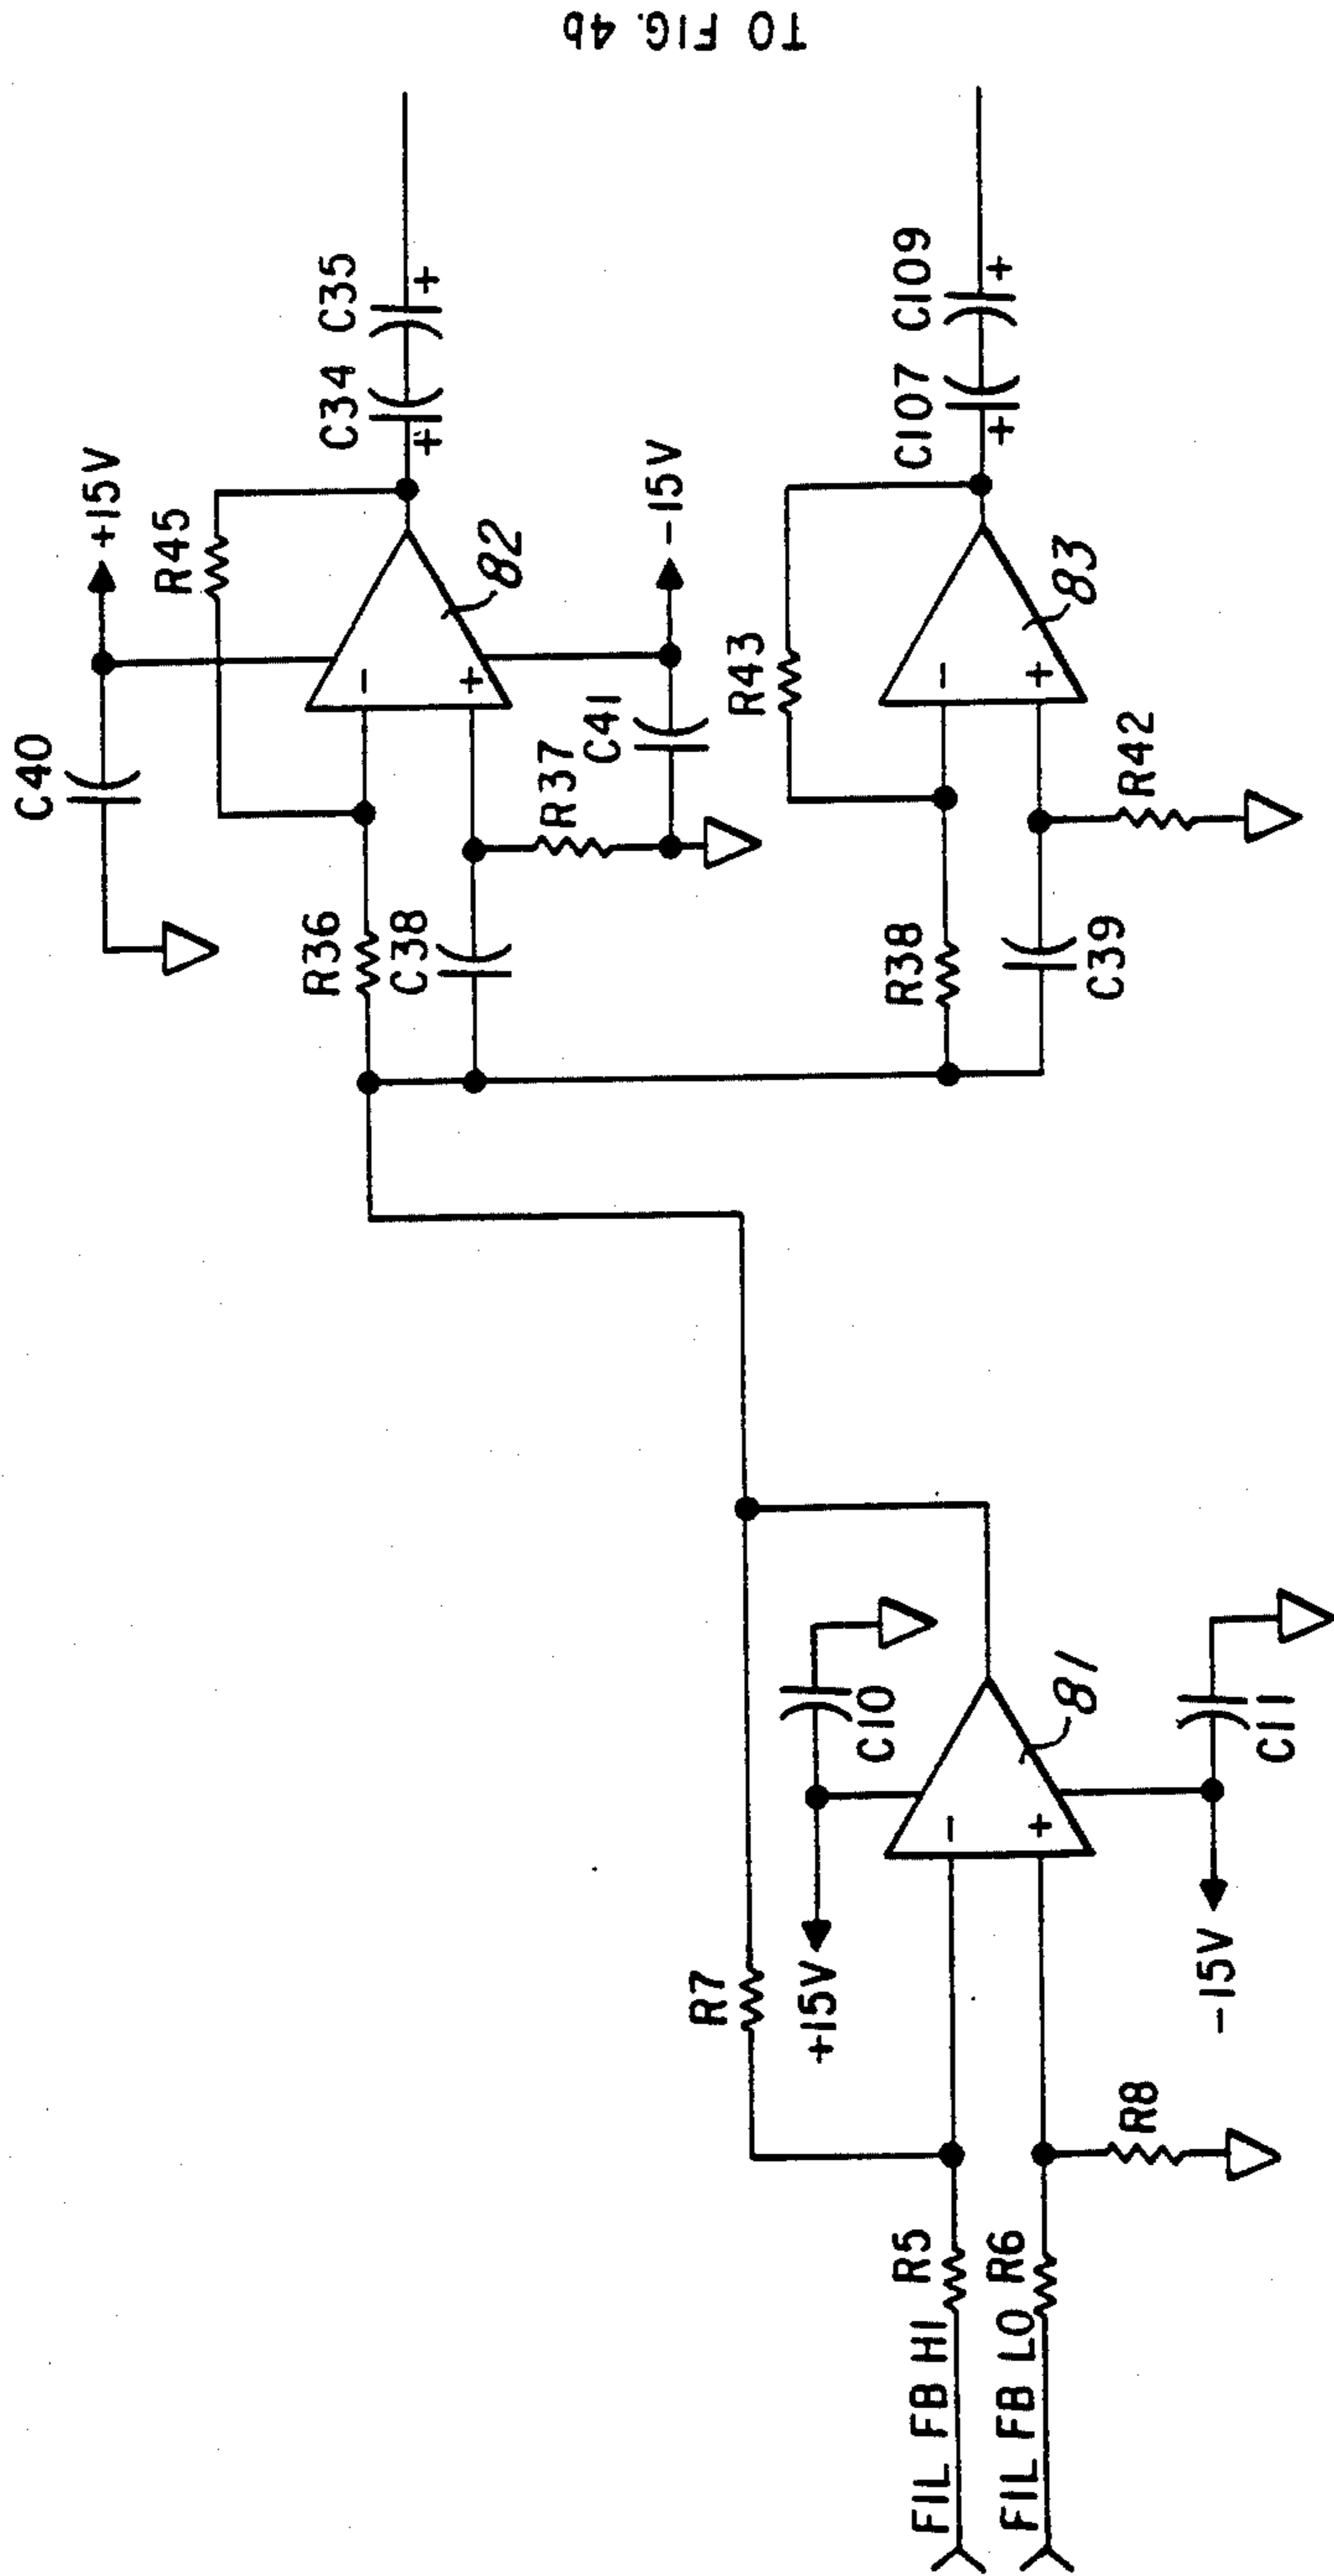 TO FIG. 4b
C40
+15V
R45
C34
C35
82
R36
C38
R37
C41
-15V
R43
C107
C109
83
R38
C39
R42
R7
+15V
C10
81
FIL FB HI
R5
FIL FB LO
R6
R8
-15V
C11
-
+
-
+
-
+
+
+
+
+